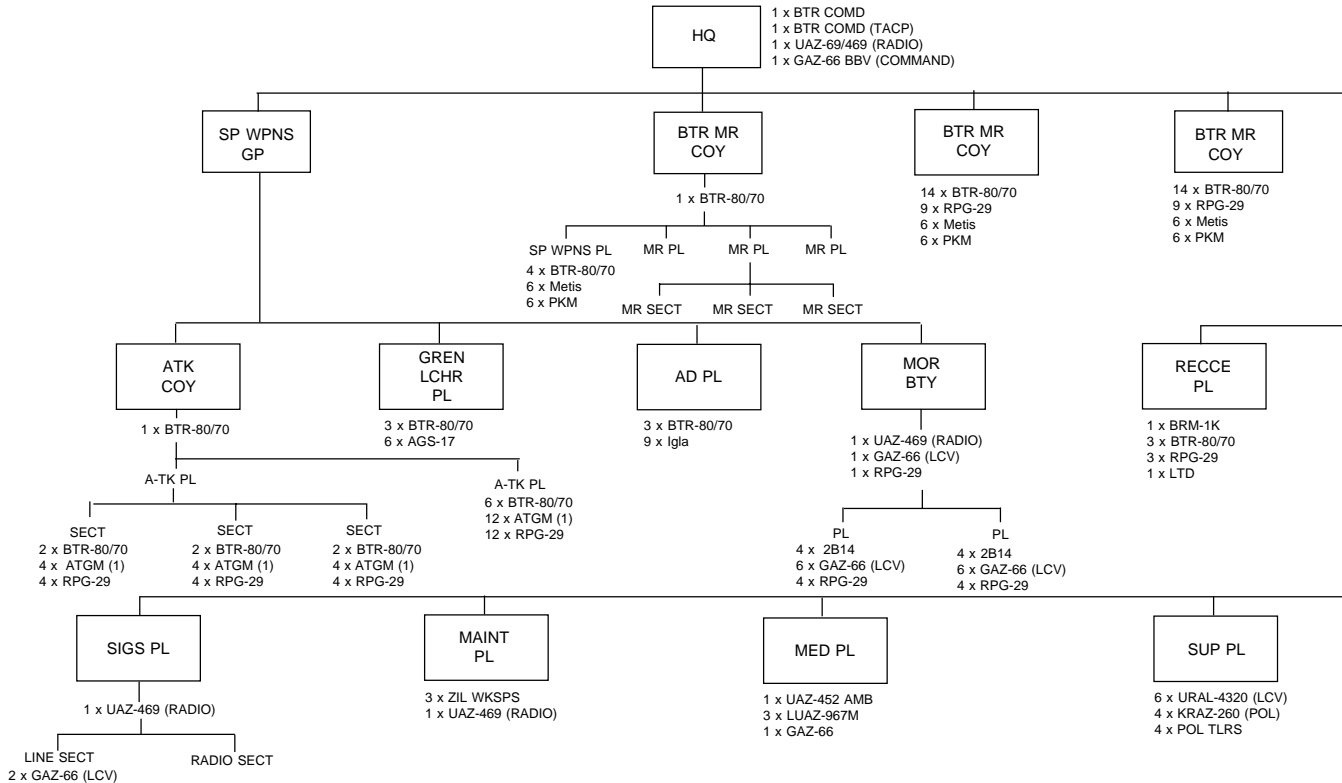 HQ
1 x BTR COMD
1 x BTR COMD (TACP)
1 x UAZ-69/469 (RADIO)
1 x GAZ-66 BBV (COMMAND)
SP WPNS
GP
BTR MR
COY
1 x BTR-80/70
SP WPNS PL
4 x BTR-80/70
6 x Metis
6 x PKM
MR PL
MR PL
MR PL
MR SECT
MR SECT
MR SECT
BTR MR
COY
14 x BTR-80/70
9 x RPG-29
6 x Metis
6 x PKM
BTR MR
COY
14 x BTR-80/70
9 x RPG-29
6 x Metis
6 x PKM
ATK
COY
1 x BTR-80/70
A-TK PL
SECT
2 x BTR-80/70
4 x ATGM (1)
4 x RPG-29
SECT
2 x BTR-80/70
4 x ATGM (1)
4 x RPG-29
SECT
2 x BTR-80/70
4 x ATGM (1)
4 x RPG-29
A-TK PL
6 x BTR-80/70
12 x ATGM (1)
12 x RPG-29
GREN
LCHR
PL
3 x BTR-80/70
6 x AGS-17
AD PL
3 x BTR-80/70
9 x Igla
MOR
BTY
1 x UAZ-469 (RADIO)
1 x GAZ-66 (LCV)
1 x RPG-29
PL
4 x 2B14
6 x GAZ-66 (LCV)
4 x RPG-29
PL
4 x 2B14
6 x GAZ-66 (LCV)
4 x RPG-29
RECCE
PL
1 x BRM-1K
3 x BTR-80/70
3 x RPG-29
1 x LTD
SIGS PL
1 x UAZ-469 (RADIO)
LINE SECT
2 x GAZ-66 (LCV)
RADIO SECT
MAINT
PL
3 x ZIL WKSPS
1 x UAZ-469 (RADIO)
MED PL
1 x UAZ-452 AMB
3 x LUAZ-967M
1 x GAZ-66
SUP PL
6 x URAL-4320 (LCV)
4 x KRAZ-260 (POL)
4 x POL TLRS